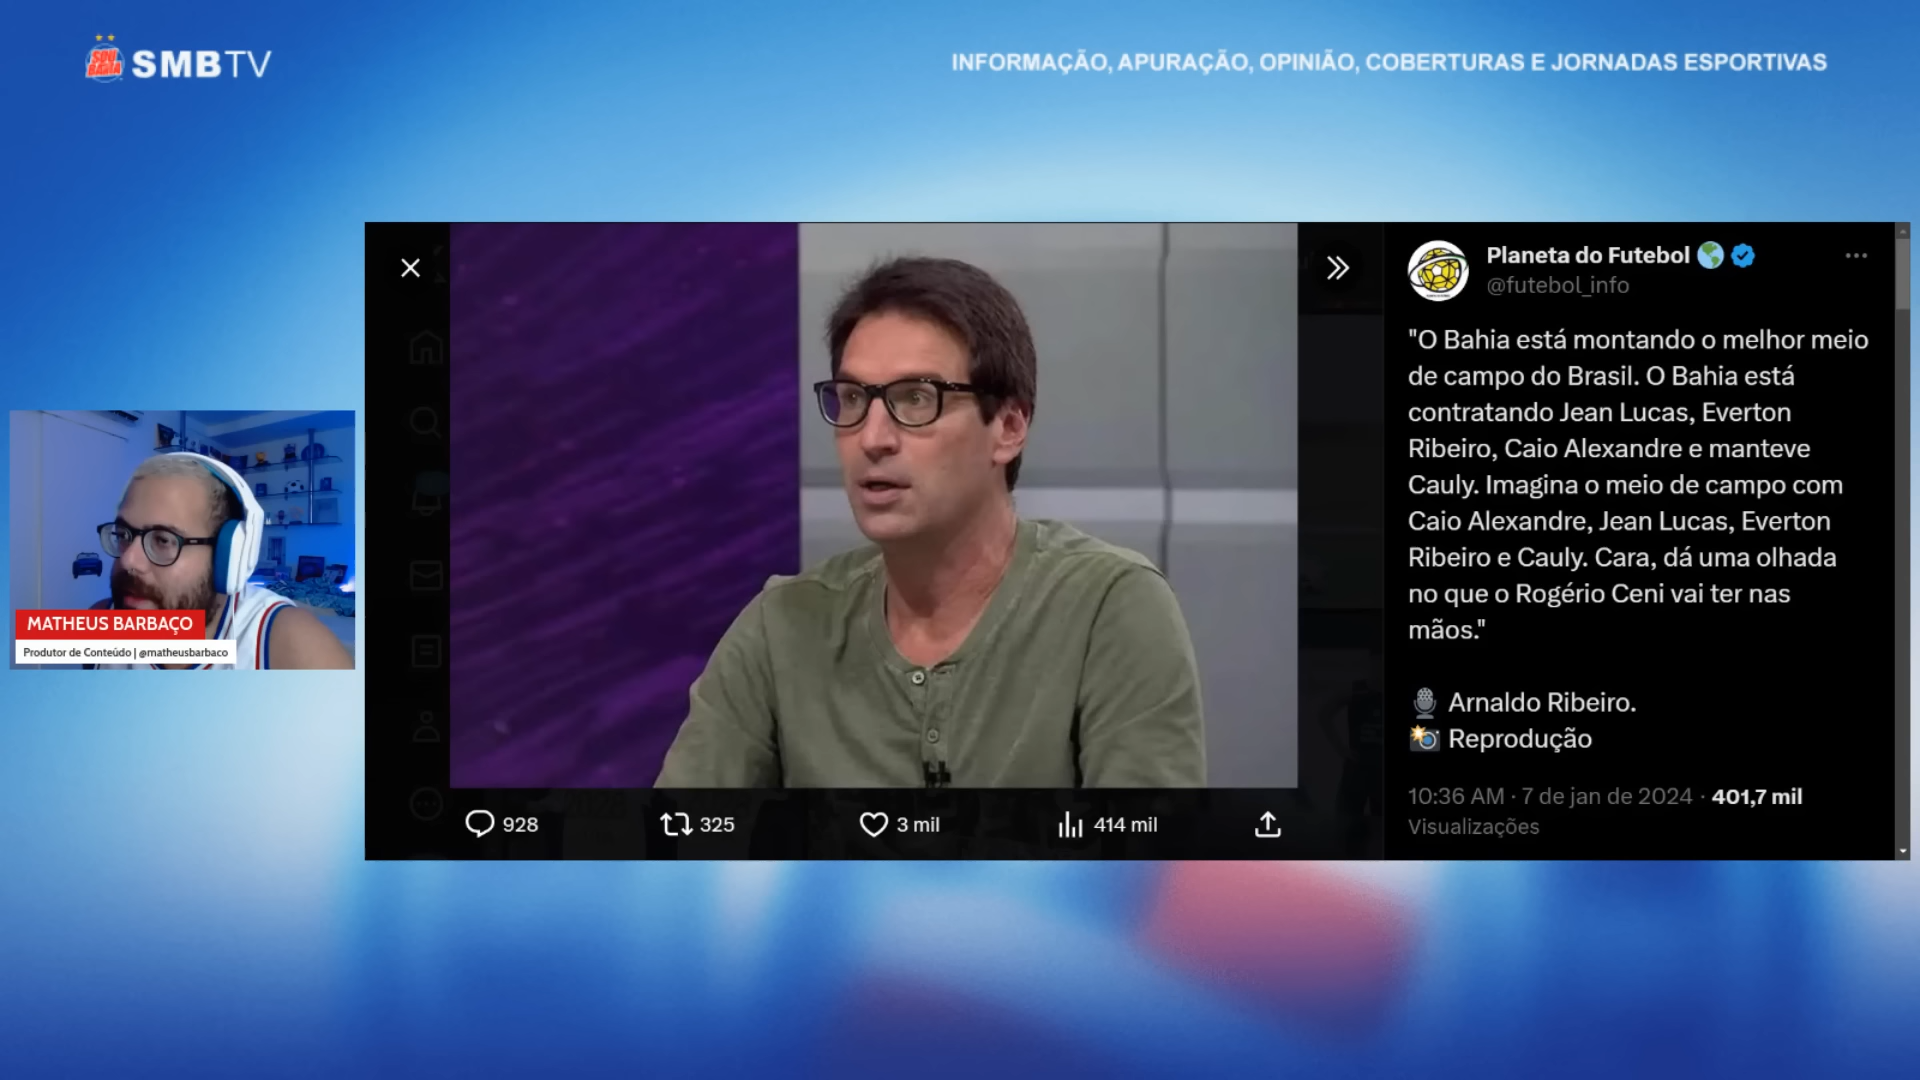 SOU BAHIA
SMBTV
INFORMAÇÃO, APURAÇÃO, OPINIÃO, COBERTURAS E JORNADAS ESPORTIVAS
Planeta do Futebol
@futebol_info
"O Bahia está montando o melhor meio
de campo do Brasil. O Bahia está
contratando Jean Lucas, Everton
Ribeiro, Caio Alexandre e manteve
Cauly. Imagina o meio de campo com
Caio Alexandre, Jean Lucas, Everton
Ribeiro e Cauly. Cara, dá uma olhada
no que o Rogério Ceni vai ter nas
mãos."
Arnaldo Ribeiro.
Reprodução
10:36 AM · 7 de jan de 2024 · 401,7 mil
Visualizações
928
325
3 mil
414 mil
MATHEUS BARBAÇO
Produtor de Conteúdo | @matheusbarbaco